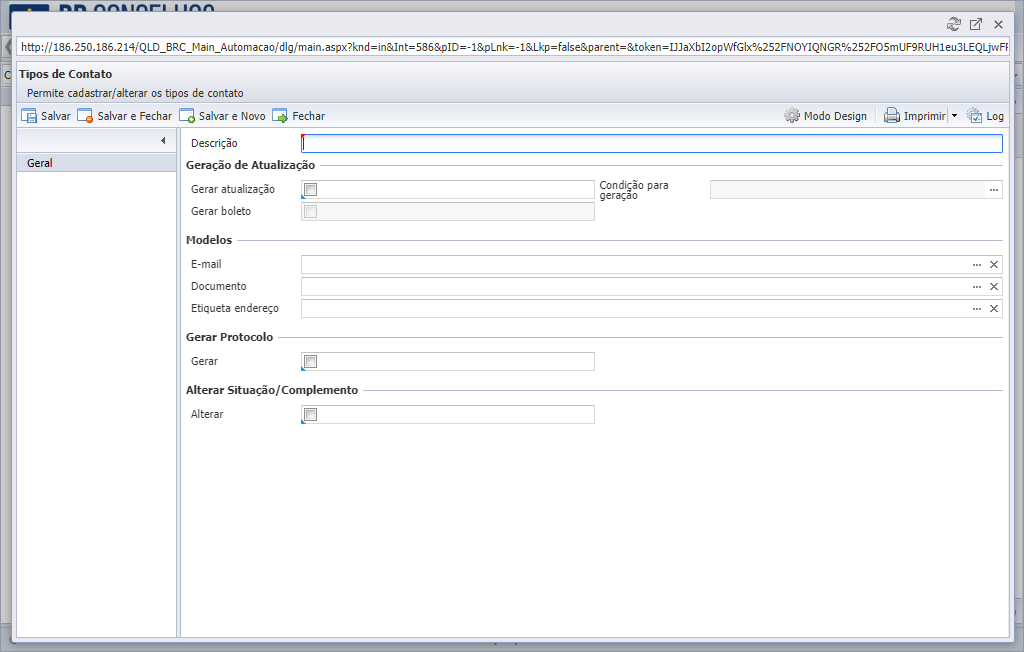 BR CONSELHOS
http://186.250.186.214/QLD_BRC_Main_Automacao/dlg/main.aspx?knd=in&Int=586&pID=-1&pLnk=-1&Lkp=false&parent=&token=IJJaXbI2opWfGlx%252FNOYIQNGR%252FO5mUF9RUH1eu3LEQLjwFF
Tipos de Contato
Permite cadastrar/alterar os tipos de contato
Salvar Salvar e Fechar Salvar e Novo Fechar Modo Design Imprimir Log
Geral
Descrição
Geração de Atualização
Gerar atualização
Condição para
geração
Gerar boleto
Modelos
E-mail
Documento
Etiqueta endereço
Gerar Protocolo
Gerar
Alterar Situação/Complemento
Alterar